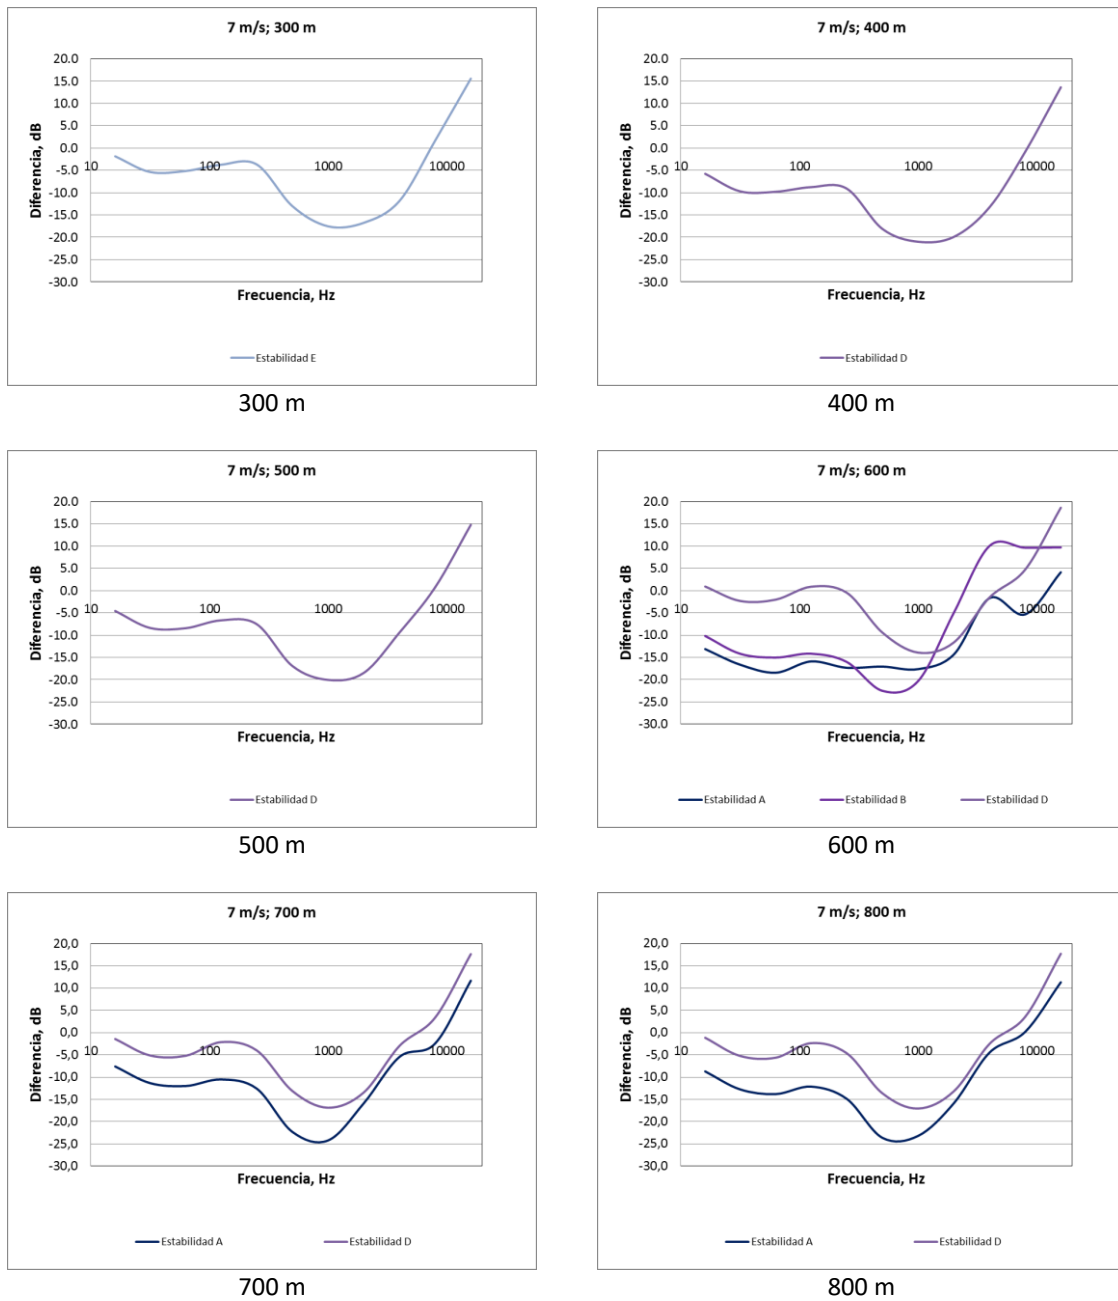 7 m/s; 300 m
20.0
15.0
10.0
5.0
0.0
-5.0
-10.0
-15.0
-20.0
-25.0
-30.0
10
100
1000
10000
Diferencia, dB
Frecuencia, Hz
Estabilidad E
300 m
7 m/s; 400 m
20.0
15.0
10.0
5.0
0.0
-5.0
-10.0
-15.0
-20.0
-25.0
-30.0
10
100
1000
10000
Diferencia, dB
Frecuencia, Hz
Estabilidad D
400 m
7 m/s; 500 m
20.0
15.0
10.0
5.0
0.0
-5.0
-10.0
-15.0
-20.0
-25.0
-30.0
10
100
1000
10000
Diferencia, dB
Frecuencia, Hz
Estabilidad D
500 m
7 m/s; 600 m
20.0
15.0
10.0
5.0
0.0
-5.0
-10.0
-15.0
-20.0
-25.0
-30.0
10
100
1000
10000
Diferencia, dB
Frecuencia, Hz
Estabilidad A
Estabilidad B
Estabilidad D
600 m
7 m/s; 700 m
20,0
15,0
10,0
5,0
0,0
-5,0
-10,0
-15,0
-20,0
-25,0
-30,0
10
100
1000
10000
Diferencia, dB
Frecuencia, Hz
Estabilidad A
Estabilidad D
700 m
7 m/s; 800 m
20,0
15,0
10,0
5,0
0,0
-5,0
-10,0
-15,0
-20,0
-25,0
-30,0
10
100
1000
10000
Diferencia, dB
Frecuencia, Hz
Estabilidad A
Estabilidad D
800 m